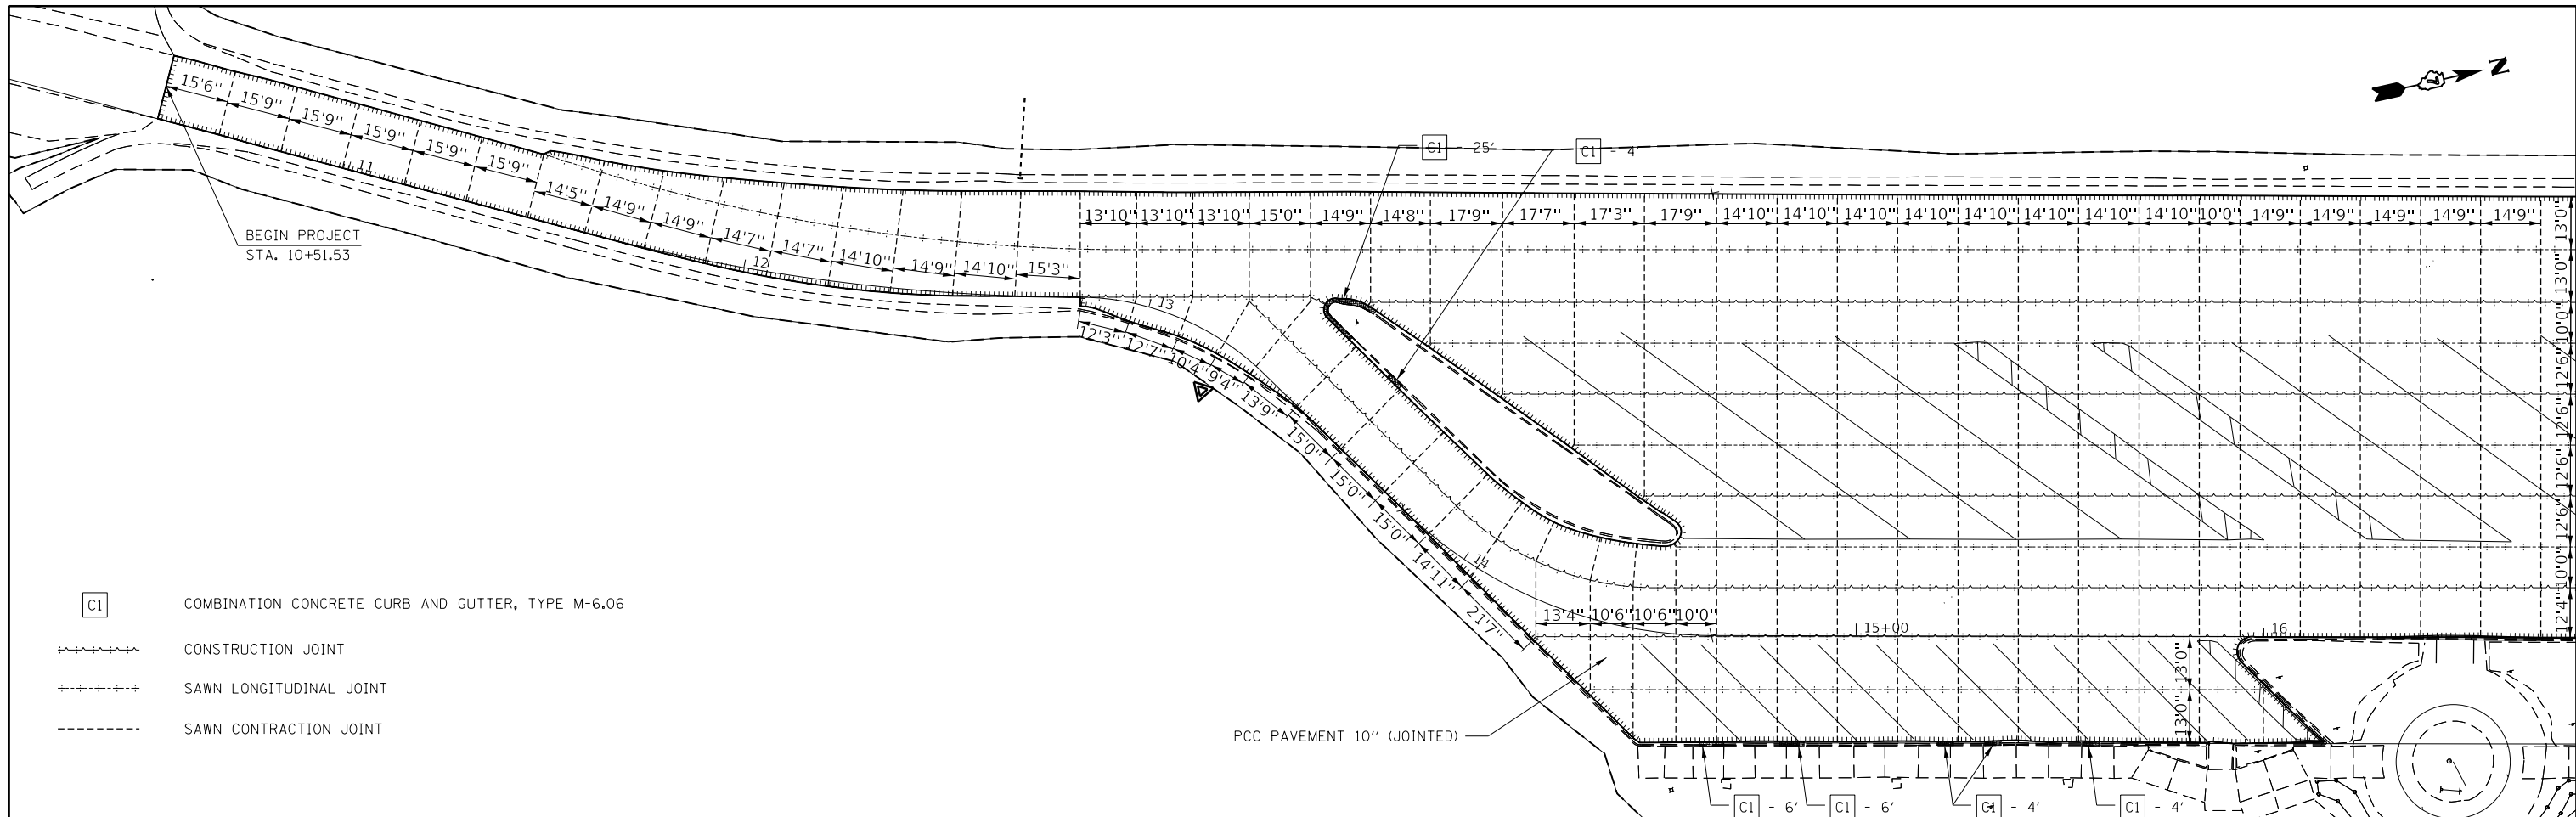 N
15'6"
15'9"
15'9"
15'9"
15'9"
15'9"
14'5"
14'9"
14'9"
14'7"
14'7"
14'10"
14'9"
14'10"
15'3"
11
12
13
BEGIN PROJECT
STA. 10+51.53
C1 - 25'
C1 - 4'
13'10" 13'10" 13'10" 15'0" 14'9" 14'8" 17'9" 17'7" 17'3" 17'9" 14'10" 14'10" 14'10" 14'10" 14'10" 14'10" 14'10" 14'10" 10'0" 14'9" 14'9" 14'9" 14'9" 14'9"
13'0"
13'0"
10'0"
12'6"
12'6"
12'6"
12'6"
10'0"
12'4"
12'3"
12'7"
10'4"
9'4"
13'9"
15'0"
15'0"
15'0"
14'11"
21'7"
14
13'4" 10'6" 10'6" 10'0"
15+00
16
13'0"
13'0"
C1 COMBINATION CONCRETE CURB AND GUTTER, TYPE M-6.06
CONSTRUCTION JOINT
SAWN LONGITUDINAL JOINT
SAWN CONTRACTION JOINT
PCC PAVEMENT 10" (JOINTED)
C1 - 6'
C1 - 6'
C1 - 4'
C1 - 4'